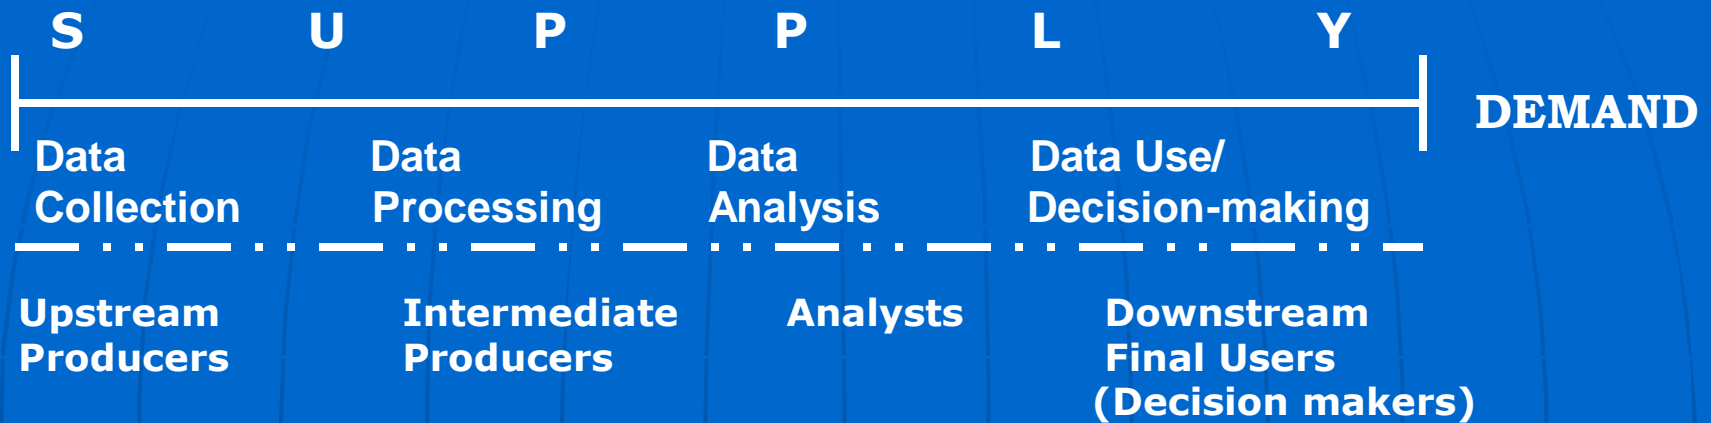 S U P P L Y
DEMAND
Data
Collection
Data
Processing
Data
Analysis
Data Use/
Decision-making
Upstream
Producers
Intermediate
Producers
Analysts
Downstream
Final Users
(Decision makers)